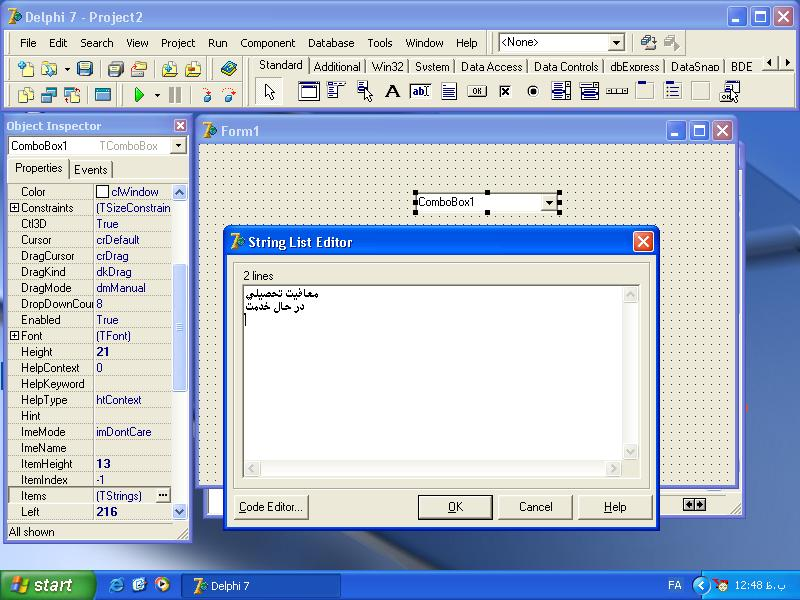 Delphi 7 - Project2
File Edit Search View Project Run Component Database Tools Window Help <None>
Standard Additional Win32 System Data Access Data Controls dbExpress DataSnap BDE
Object Inspector
ComboBox1 TComboBox
Properties Events
Color clWindow
Constraints (TSizeConstrain
Ctl3D True
Cursor crDefault
DragCursor crDrag
DragKind dkDrag
DragMode dmManual
DropDownCou 8
Enabled True
Font (TFont)
Height 21
HelpContext 0
HelpKeyword
HelpType htContext
Hint
ImeMode imDontCare
ImeName
ItemHeight 13
ItemIndex -1
Items (TStrings) ...
Left 216
All shown
Form1
ComboBox1
String List Editor
2 lines
معافيت تحصيلي
در حال خدمت
Code Editor... OK Cancel Help
start Delphi 7 FA 12:48 ب.ظ